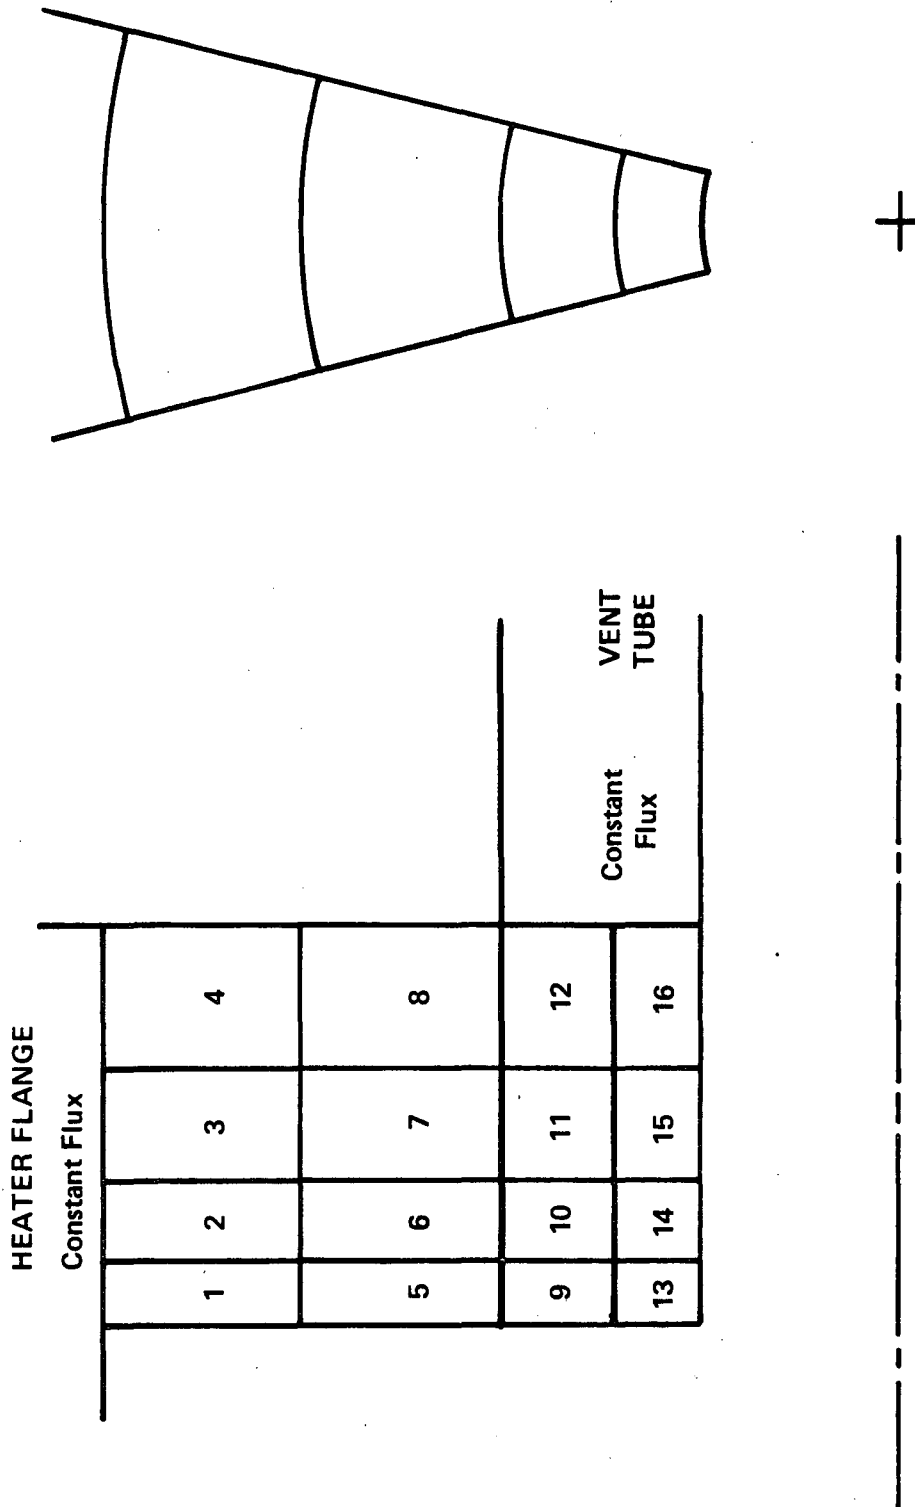 HEATER FLANGE
Constant Flux
1 2 3 4
5 6 7 8
9 10 11 12
13 14 15 16
Constant
Flux
VENT
TUBE